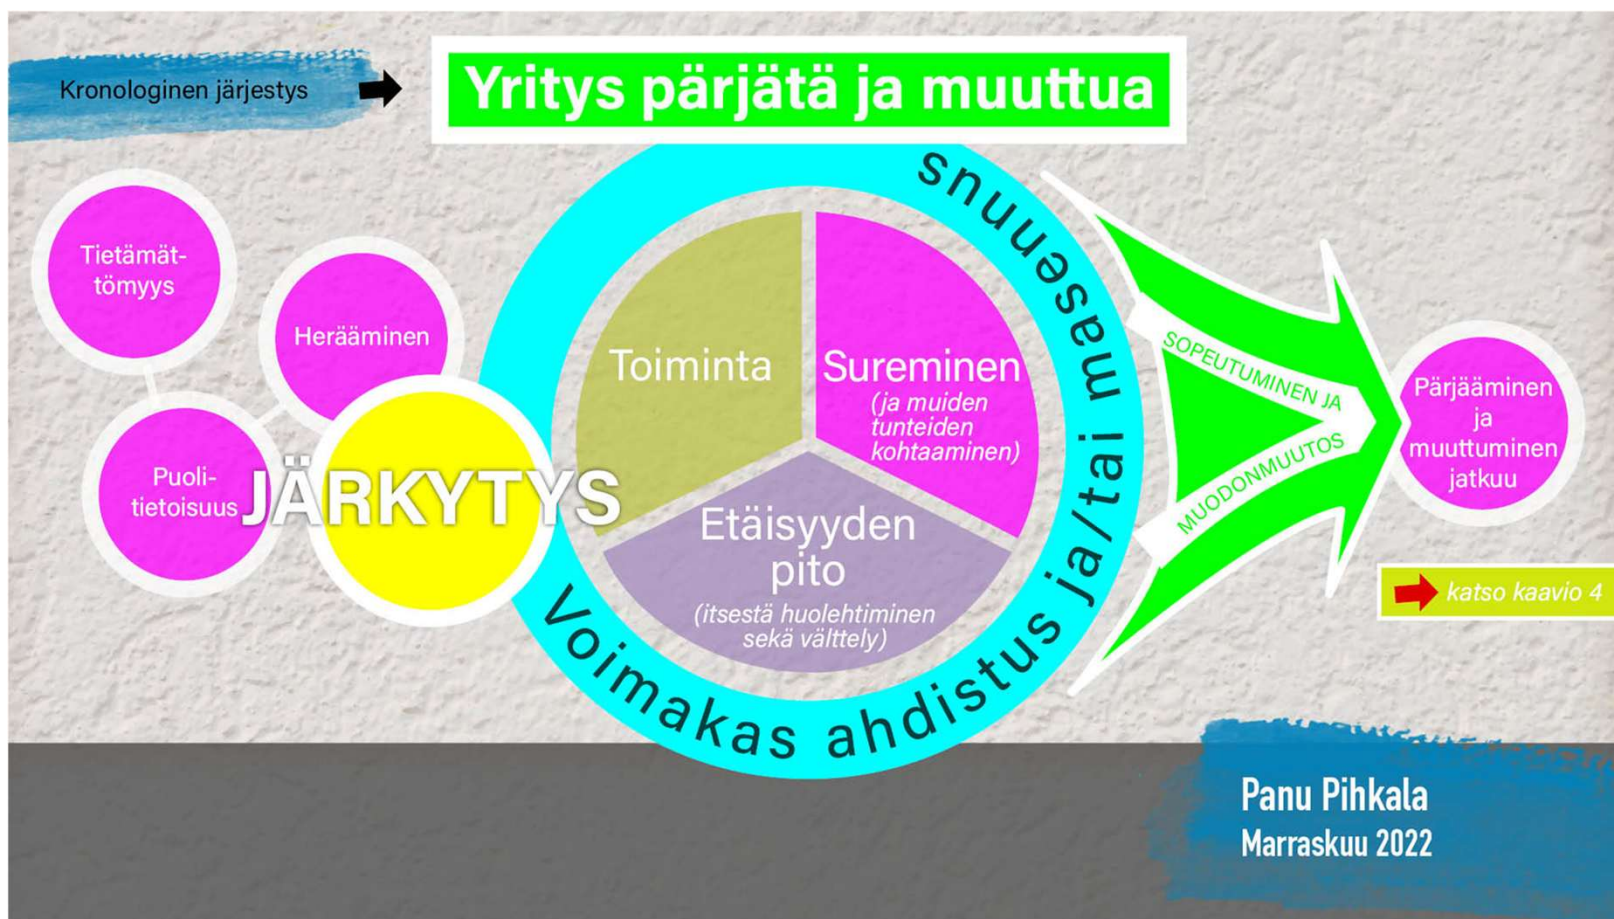 Kronologinen järjestys
Yritys pärjätä ja muuttua
Tietämät-
tömyys
Puoli-
tietoisuus
Herääminen
JÄRKYTYS
Toiminta
Sureminen
(ja muiden
tunteiden
kohtaaminen)
Etäisyyden
pito
(itsestä huolehtiminen
sekä välttely)
Voimakas ahdistus ja/tai masennus
SOPEUTUMINEN JA
MUODONMUUTOS
Pärjääminen
ja
muuttuminen
jatkuu
katso kaavio 4
Panu Pihkala
Marraskuu 2022